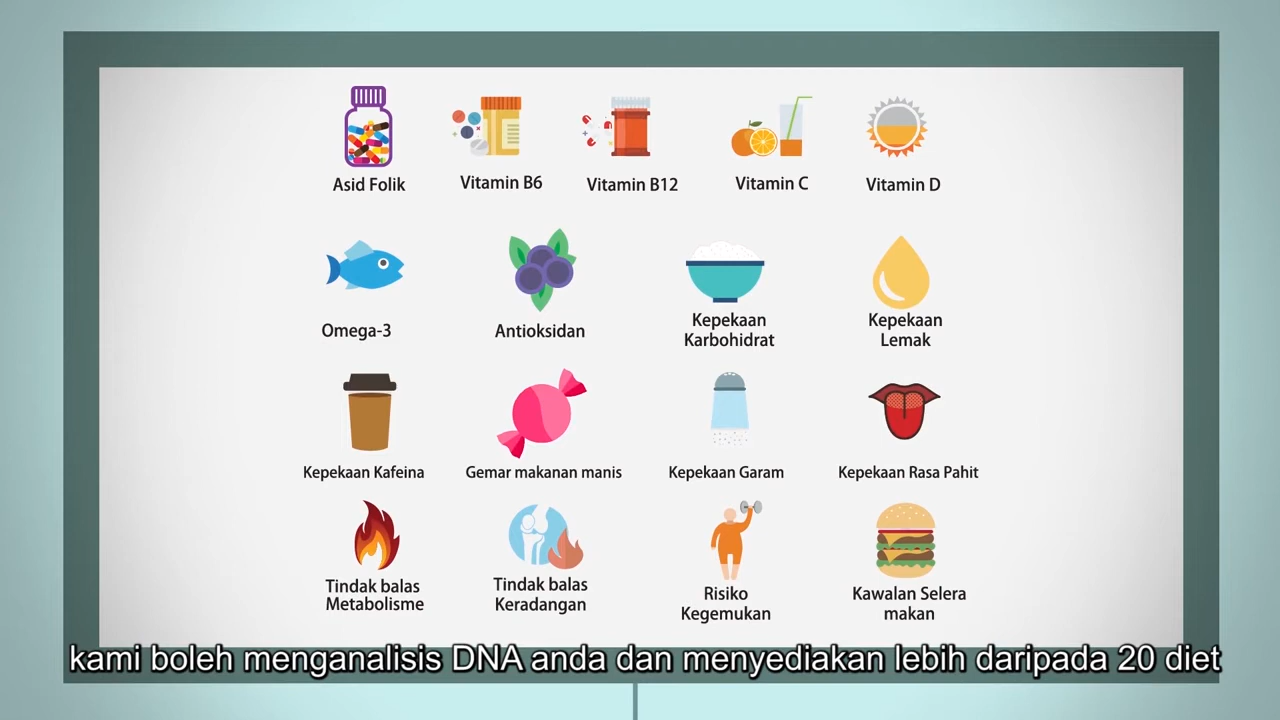 Asid Folik
Vitamin B6
Vitamin B12
Vitamin C
Vitamin D
Omega-3
Antioksidan
Kepekaan
Karbohidrat
Kepekaan
Lemak
Kepekaan Kafeina
Gemar makanan manis
Kepekaan Garam
Kepekaan Rasa Pahit
Tindak balas
Metabolisme
Tindak balas
Keradangan
Risiko
Kegemukan
Kawalan Selera
makan
kami boleh menganalisis DNA anda dan menyediakan lebih daripada 20 diet